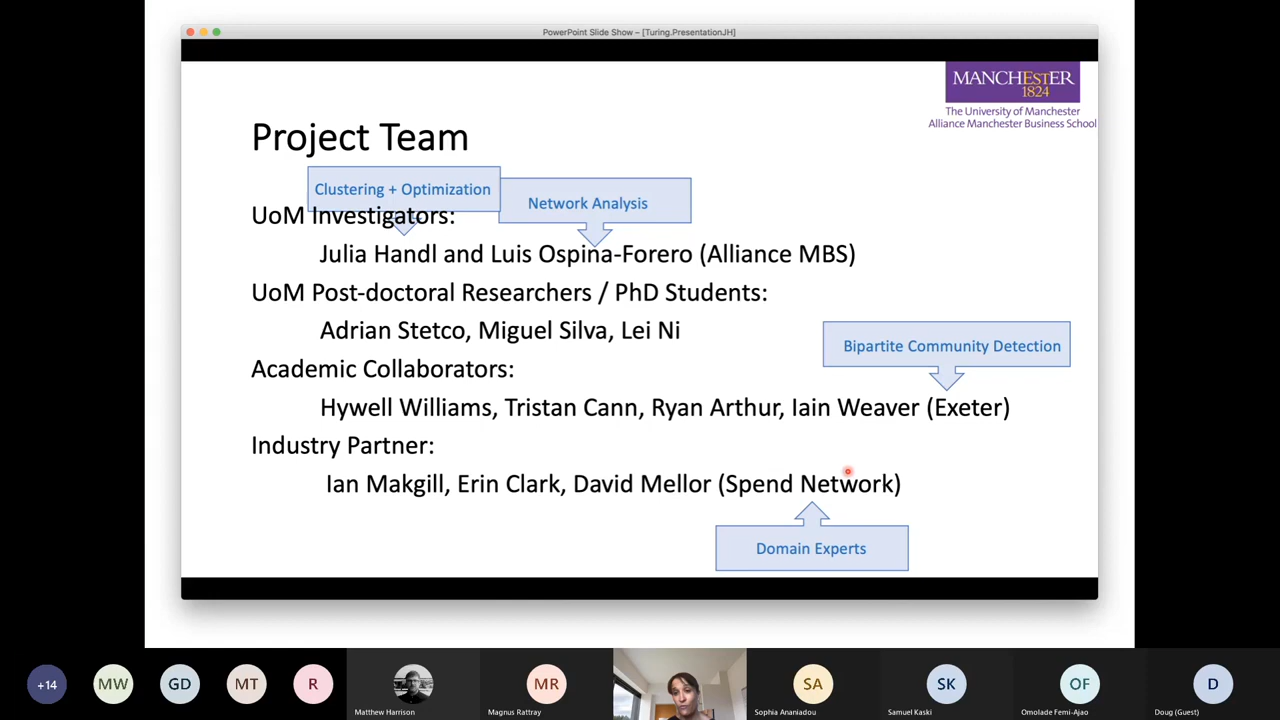 PowerPoint Slide Show – [Turing.PresentationJH]
MANCHESTER
1824
The University of Manchester
Alliance Manchester Business School
Project Team
Clustering + Optimization
Network Analysis
UoM Investigators:
Julia Handl and Luis Ospina-Forero (Alliance MBS)
UoM Post-doctoral Researchers / PhD Students:
Adrian Stetco, Miguel Silva, Lei Ni
Bipartite Community Detection
Academic Collaborators:
Hywell Williams, Tristan Cann, Ryan Arthur, Iain Weaver (Exeter)
Industry Partner:
Ian Makgill, Erin Clark, David Mellor (Spend Network)
Domain Experts
+14
MW
GD
MT
R
Matthew Harrison
MR
Magnus Rattray
SA
Sophia Ananiadou
SK
Samuel Kaski
OF
Omolade Femi-Ajao
D
Doug (Guest)